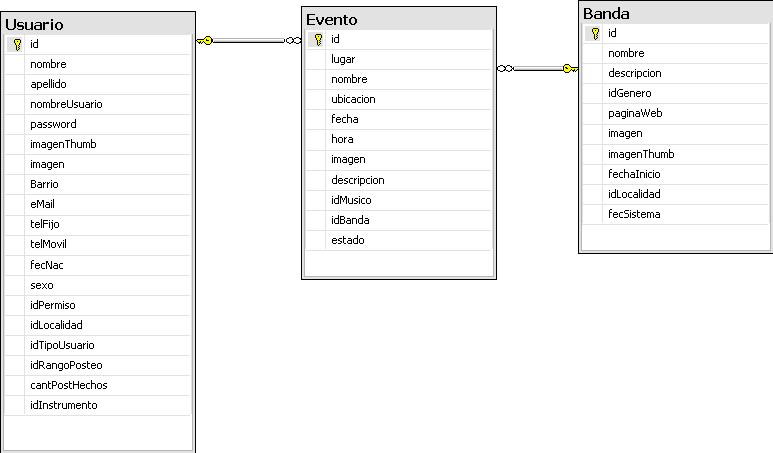 Usuario
id
nombre
apellido
nombreUsuario
password
imagenThumb
imagen
Barrio
eMail
telFijo
telMovil
fecNac
sexo
idPermiso
idLocalidad
idTipoUsuario
idRangoPosteo
cantPostHechos
idInstrumento
Evento
id
lugar
nombre
ubicacion
fecha
hora
imagen
descripcion
idMusico
idBanda
estado
Banda
id
nombre
descripcion
idGenero
paginaWeb
imagen
imagenThumb
fechaInicio
idLocalidad
fecSistema